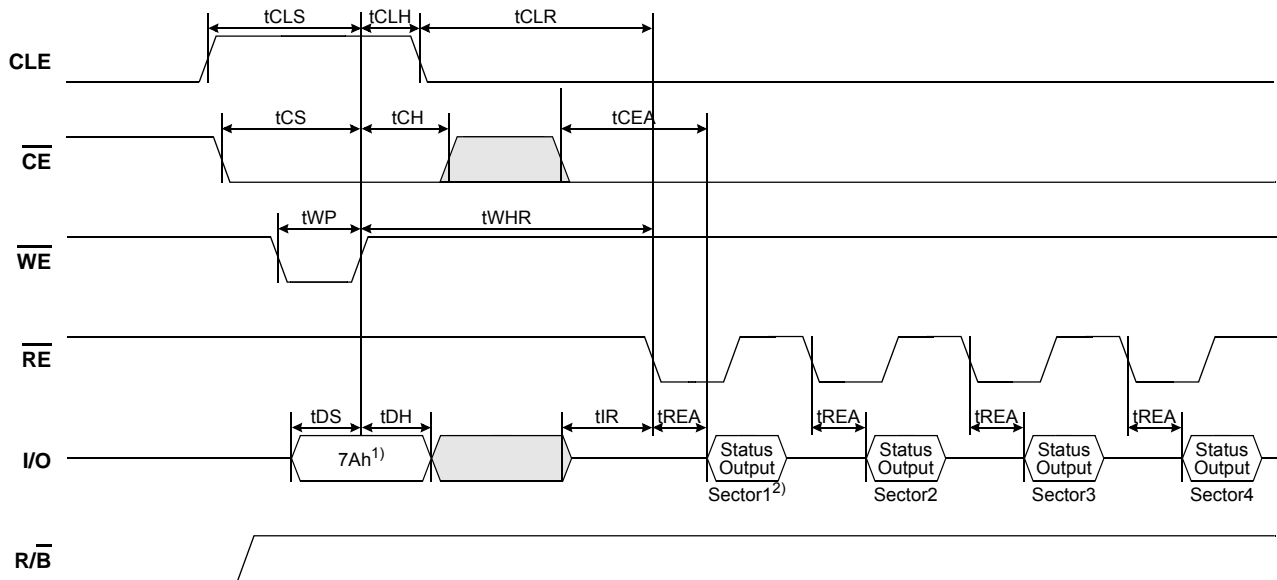 tCLS tCLH tCLR
CLE
tCS tCH tCEA
CE
tWP tWHR
WE
RE
tDS tDH tIR tREA tREA tREA tREA
I/O 7Ah1) Status Output Status Output Status Output Status Output
Sector12) Sector2 Sector3 Sector4
R/B